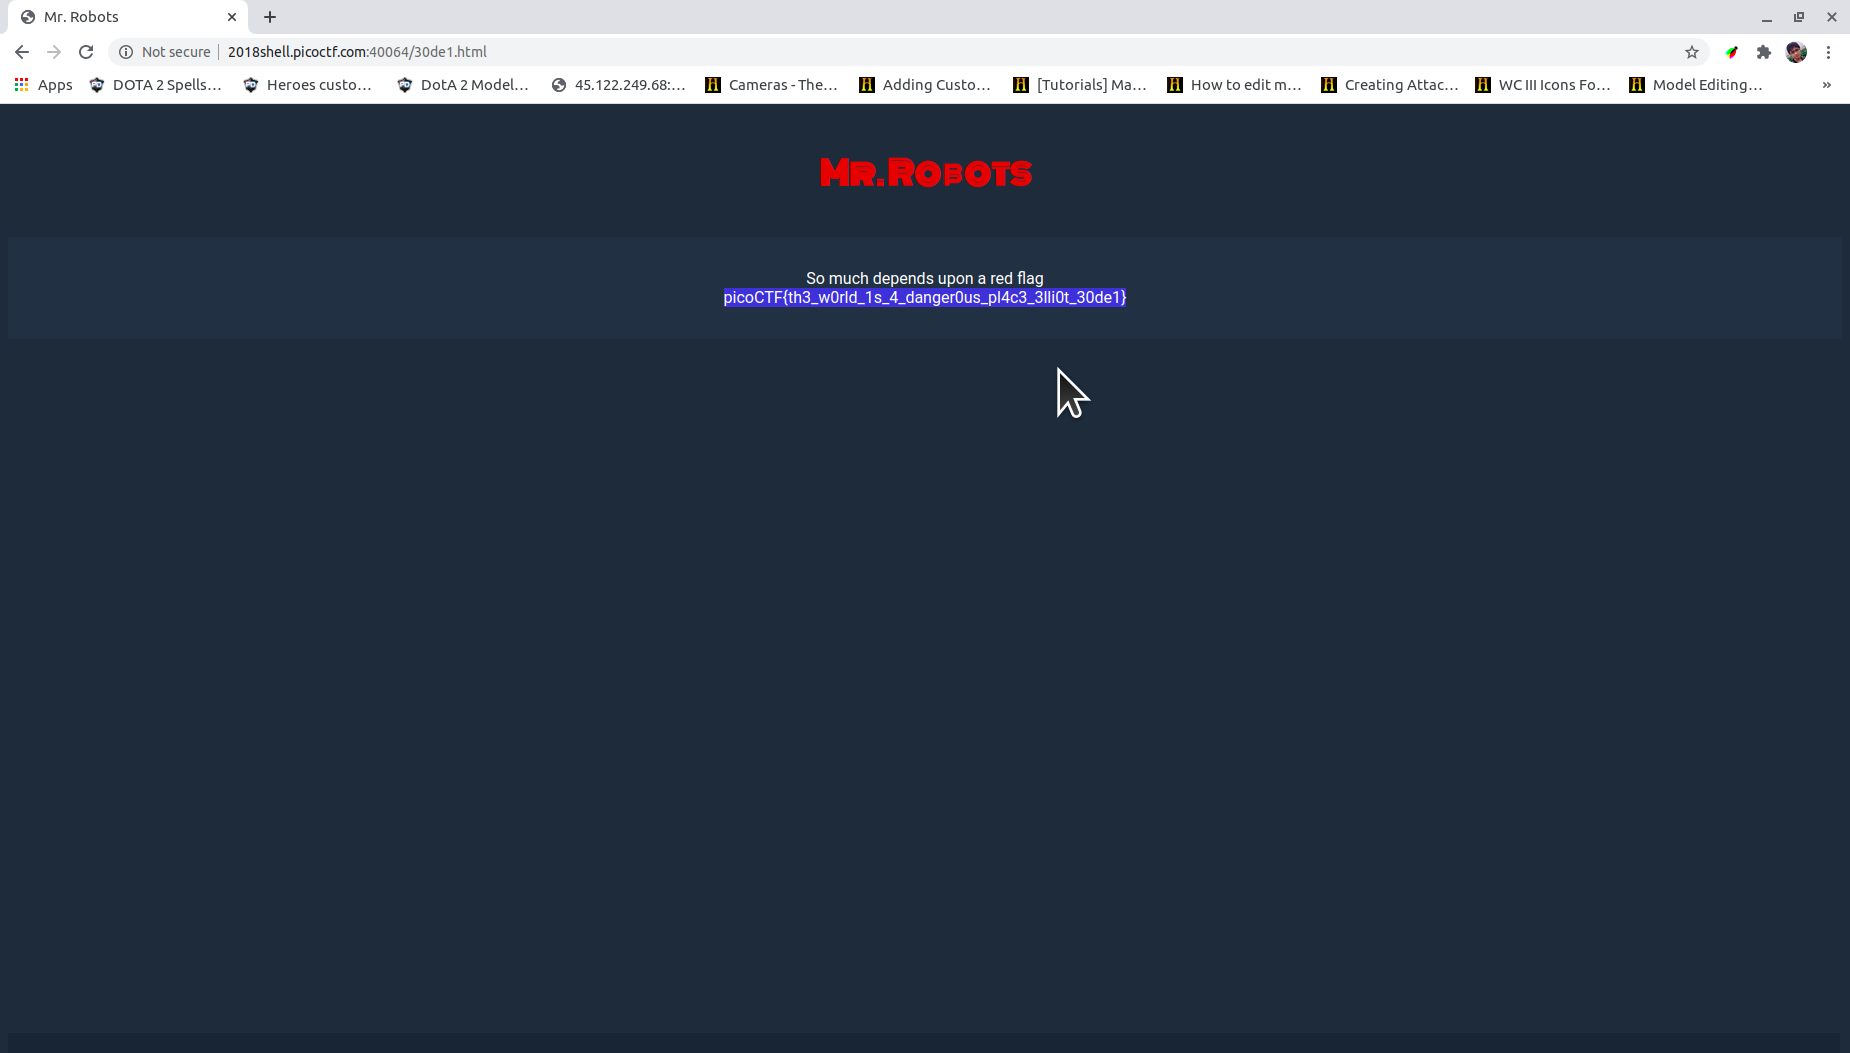 Mr. Robots
Not secure
2018shell.picoctf.com:40064/30de1.html
Apps
DOTA 2 Spells...
Heroes custo...
DotA 2 Model...
45.122.249.68:...
Cameras - The...
Adding Custo...
[Tutorials] Ma...
How to edit m...
Creating Attac...
WC III Icons Fo...
Model Editing...
»
MR.ROBOTS
So much depends upon a red flag
picoCTF{th3_w0rld_1s_4_danger0us_pl4c3_3lli0t_30de1}